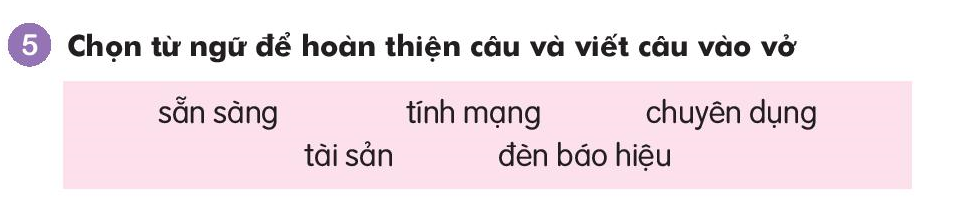 5 Chọn từ ngữ để hoàn thiện câu và viết câu vào vở
sẵn sàng tính mạng chuyên dụng
tài sản đèn báo hiệu